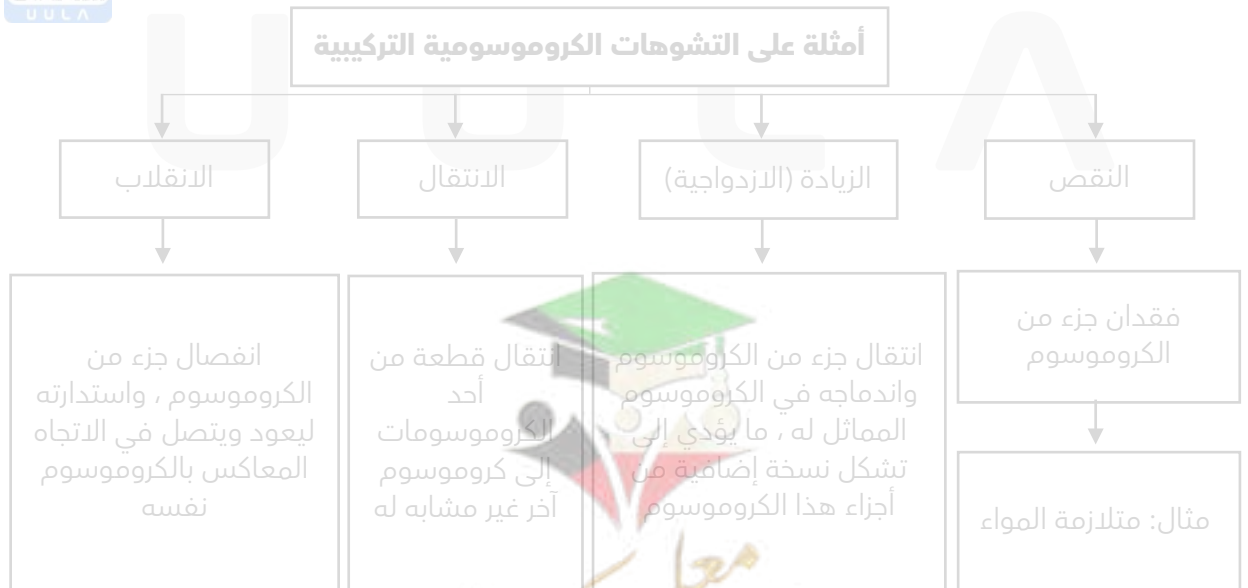 UULA
أمثلة على التشوهات الكروموسومية التركيبية
النقص
الزيادة (الازدواجية)
الانتقال
الانقلاب
فقدان جزء من
الكروموسوم
مثال: متلازمة المواء
انتقال جزء من الكروموسوم
واندماجه في الكروموسوم
المماثل له ، ما يؤدي إلى
تشكل نسخة إضافية من
أجزاء هذا الكروموسوم
انتقال قطعة من
أحد
الكروموسومات
إلى كروموسوم
آخر غير مشابه له
انفصال جزء من
الكروموسوم ، واستدارته
ليعود ويتصل في الاتجاه
المعاكس بالكروموسوم
نفسه
UULA